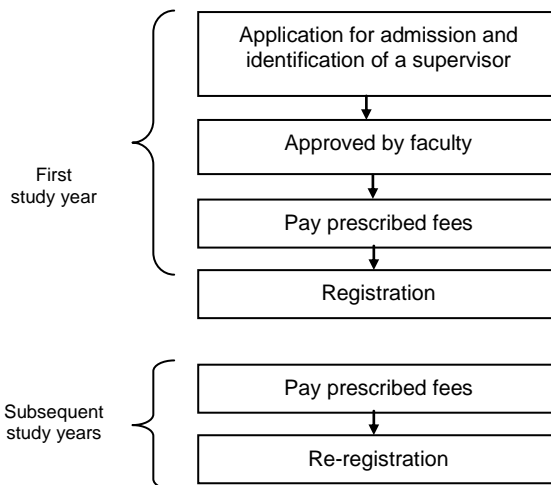 Application for admission and
identification of a supervisor
Approved by faculty
First
study year
Pay prescribed fees
Registration
Pay prescribed fees
Subsequent
study years
Re-registration